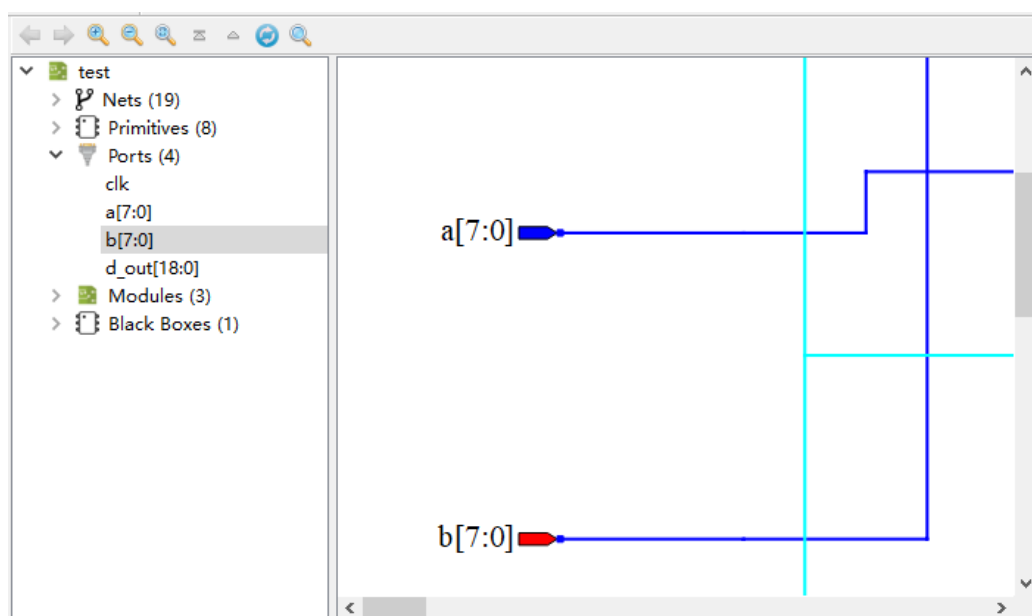 test
Nets (19)
Primitives (8)
Ports (4)
clk
a[7:0]
b[7:0]
d_out[18:0]
Modules (3)
Black Boxes (1)
a[7:0]
b[7:0]